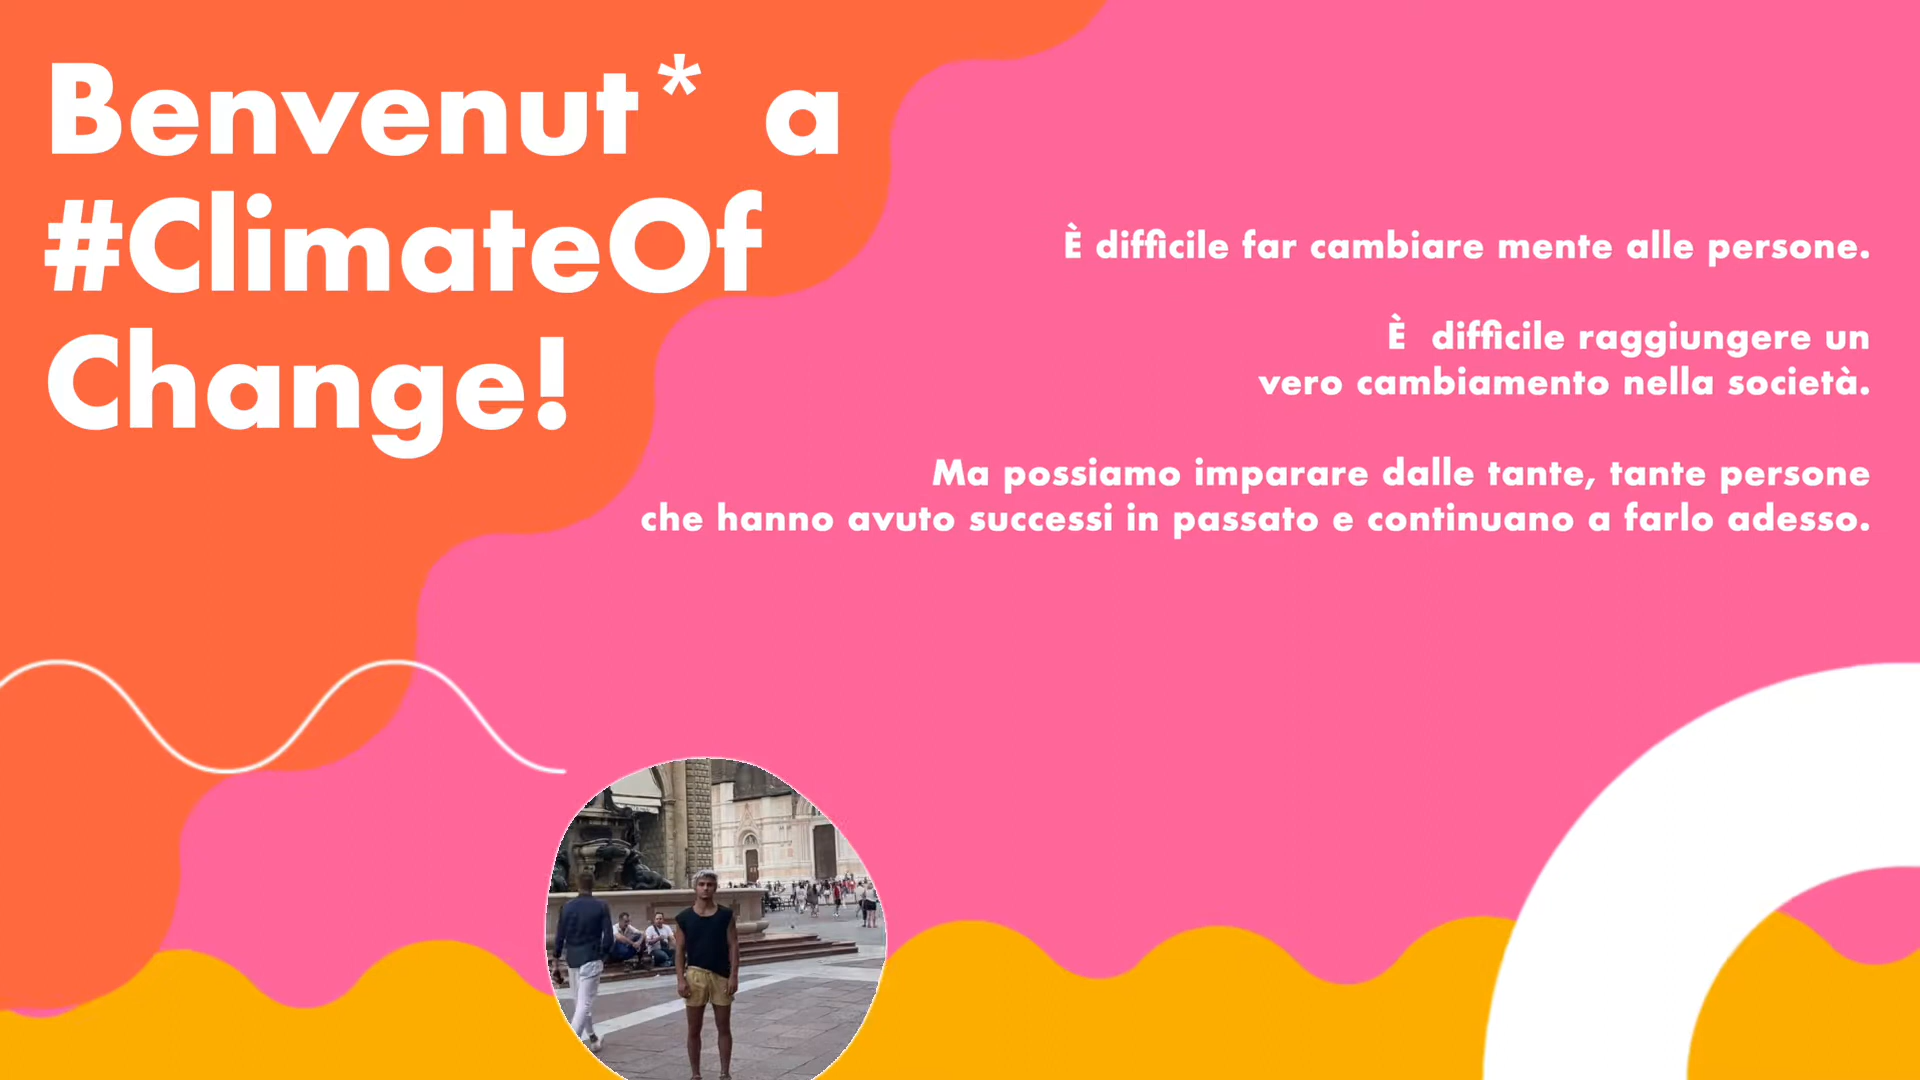 Benvenut* a
#ClimateOf
Change!
È difficile far cambiare mente alle persone.
È  difficile raggiungere un
vero cambiamento nella società.
Ma possiamo imparare dalle tante, tante persone
che hanno avuto successi in passato e continuano a farlo adesso.